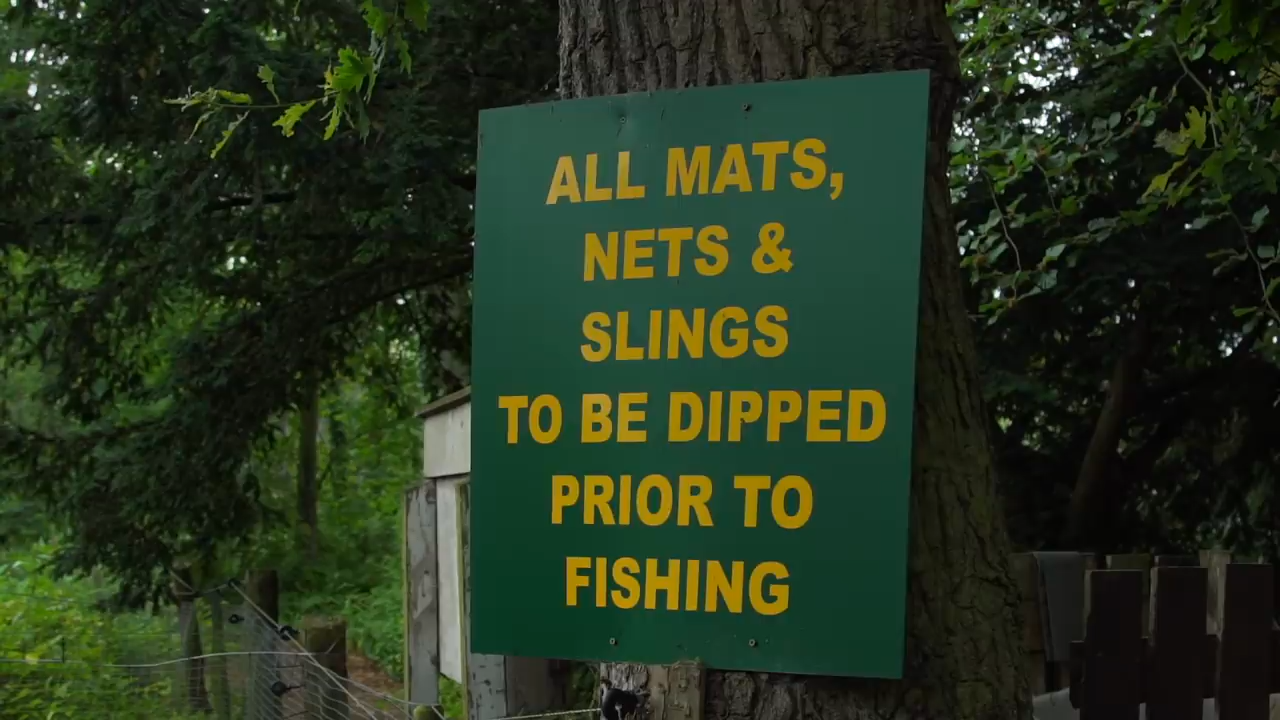 ALL MATS,
NETS &
SLINGS
TO BE DIPPED
PRIOR TO
FISHING